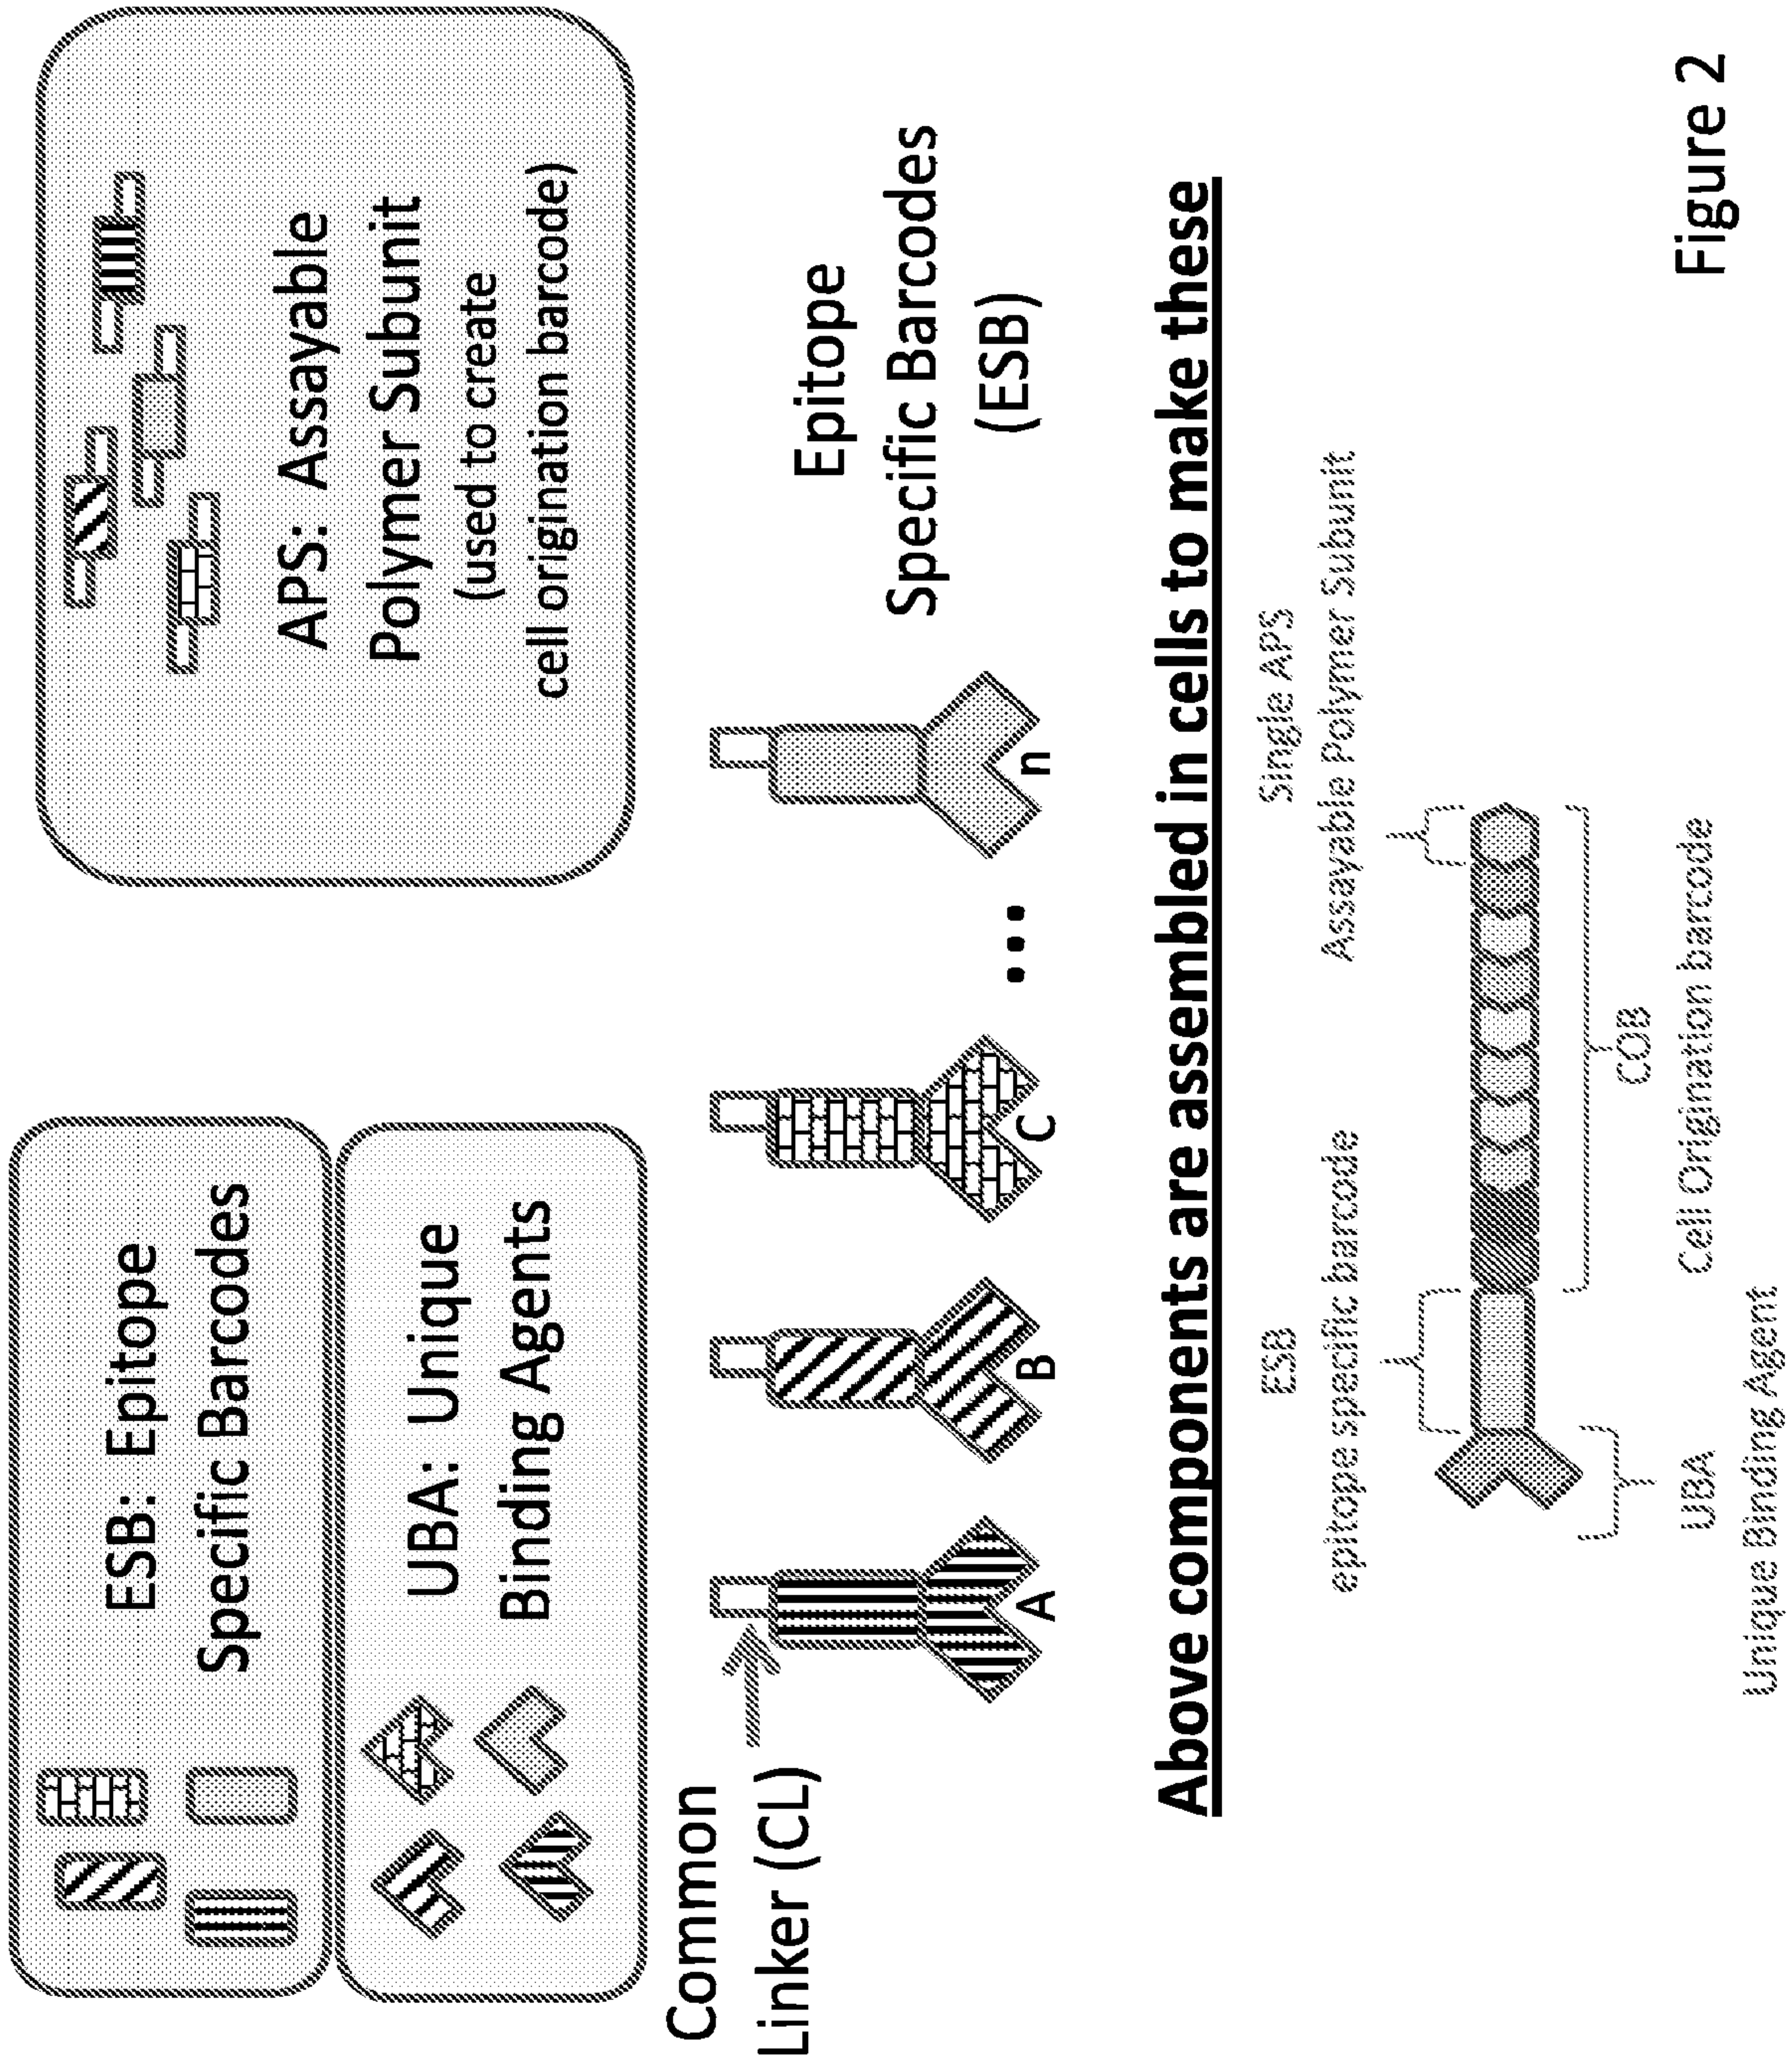 ESB: Epitope
Specific Barcodes
UBA: Unique
Binding Agents
APS: Assayable
Polymer Subunit
(used to create
cell origination barcode)
Common
Linker (CL)
A
B
C
...
n
Epitope
Specific Barcodes
(ESB)
Above components are assembled in cells to make these
ESB
epitope specific barcode
Single APS
Assayable Polymer Subunit
UBA
Unique Binding Agent
COB
Cell Origination barcode
Figure 2